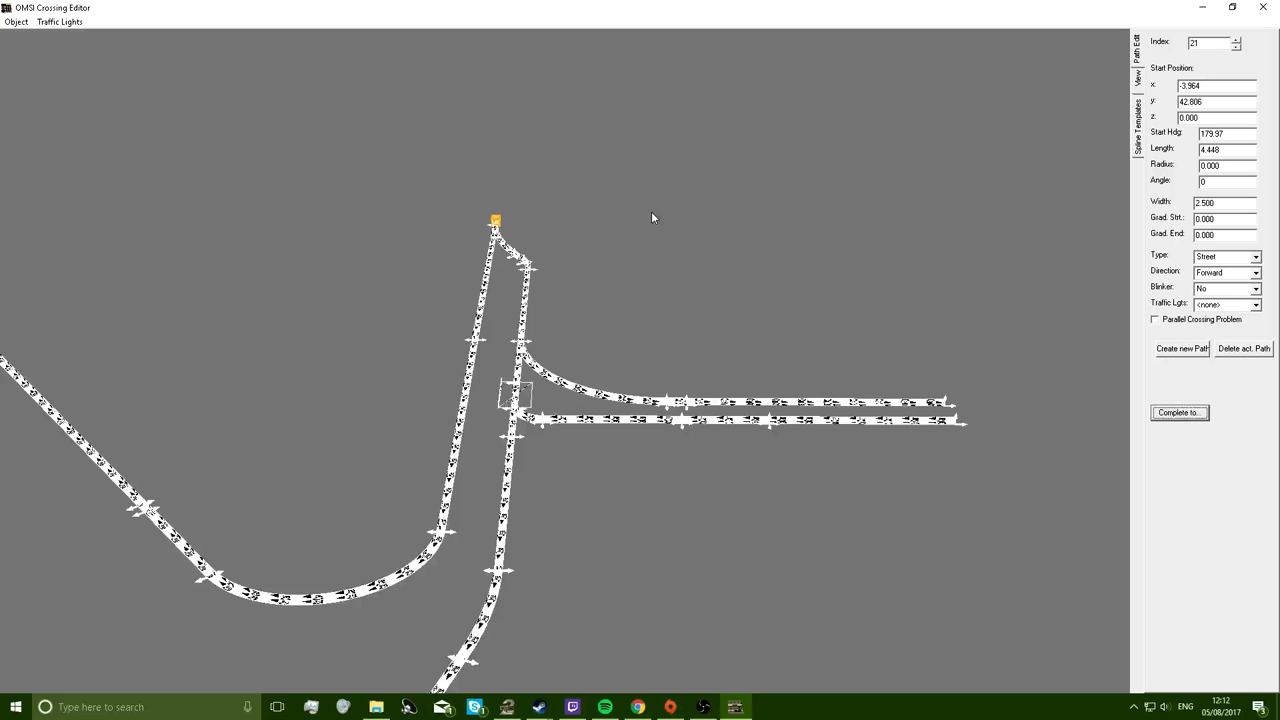 OMSI Crossing Editor
Object Traffic Lights
Path Edit
View
Spline Templates
Index: 21
Start Position:
x: -3.964
y: 42.806
z: 0.000
Start Hdg: 179.97
Length: 4.448
Radius: 0.000
Angle: 0
Width: 2.500
Grad. Strt.: 0.000
Grad. End: 0.000
Type: Street
Direction: Forward
Blinker: No
Traffic Lgts: <none>
Parallel Crossing Problem
Create new Path Delete act. Path
Complete to...
Type here to search
ENG
12:12
05/08/2017